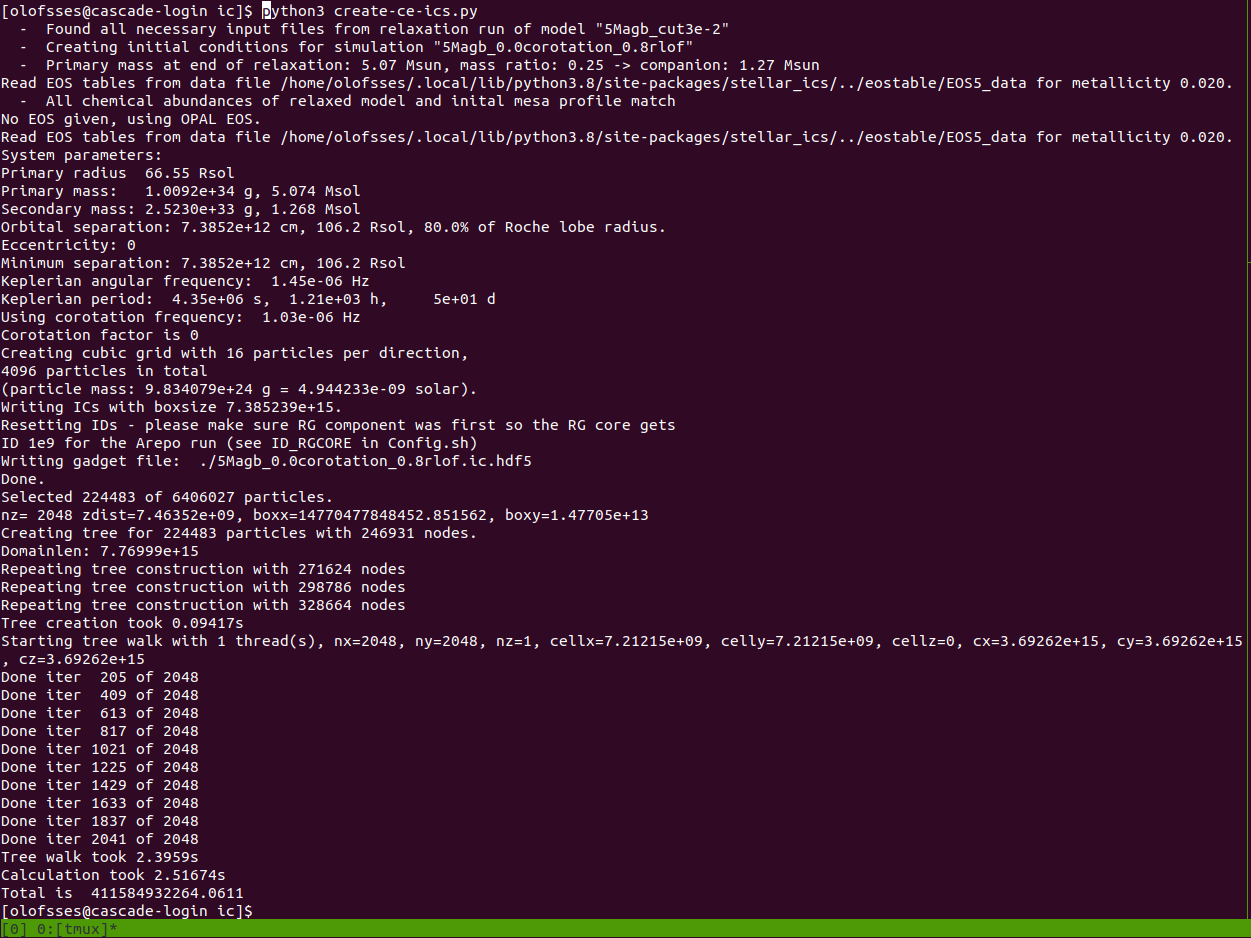 [olofsses@cascade-login ic]$ python3 create-ce-ics.py
  -  Found all necessary input files from relaxation run of model "5Magb_cut3e-2"
  -  Creating initial conditions for simulation "5Magb_0.0corotation_0.8rlof"
  -  Primary mass at end of relaxation: 5.07 Msun, mass ratio: 0.25 -> companion: 1.27 Msun
Read EOS tables from data file /home/olofsses/.local/lib/python3.8/site-packages/stellar_ics/../eostable/EOS5_data for metallicity 0.020.
  -  All chemical abundances of relaxed model and inital mesa profile match
No EOS given, using OPAL EOS.
Read EOS tables from data file /home/olofsses/.local/lib/python3.8/site-packages/stellar_ics/../eostable/EOS5_data for metallicity 0.020.
System parameters:
Primary radius  66.55 Rsol
Primary mass:   1.0092e+34 g, 5.074 Msol
Secondary mass: 2.5230e+33 g, 1.268 Msol
Orbital separation: 7.3852e+12 cm, 106.2 Rsol, 80.0% of Roche lobe radius.
Eccentricity: 0
Minimum separation: 7.3852e+12 cm, 106.2 Rsol
Keplerian angular frequency:  1.45e-06 Hz
Keplerian period:  4.35e+06 s,  1.21e+03 h,     5e+01 d
Using corotation frequency:  1.03e-06 Hz
Corotation factor is 0
Creating cubic grid with 16 particles per direction,
4096 particles in total
(particle mass: 9.834079e+24 g = 4.944233e-09 solar).
Writing ICs with boxsize 7.385239e+15.
Resetting IDs - please make sure RG component was first so the RG core gets
ID 1e9 for the Arepo run (see ID_RGCORE in Config.sh)
Writing gadget file:  ./5Magb_0.0corotation_0.8rlof.ic.hdf5
Done.
Selected 224483 of 6406027 particles.
nz= 2048 zdist=7.46352e+09, boxx=14770477848452.851562, boxy=1.47705e+13
Creating tree for 224483 particles with 246931 nodes.
Domainlen: 7.76999e+15
Repeating tree construction with 271624 nodes
Repeating tree construction with 298786 nodes
Repeating tree construction with 328664 nodes
Tree creation took 0.09417s
Starting tree walk with 1 thread(s), nx=2048, ny=2048, nz=1, cellx=7.21215e+09, celly=7.21215e+09, cellz=0, cx=3.69262e+15, cy=3.69262e+15
, cz=3.69262e+15
Done iter  205 of 2048
Done iter  409 of 2048
Done iter  613 of 2048
Done iter  817 of 2048
Done iter 1021 of 2048
Done iter 1225 of 2048
Done iter 1429 of 2048
Done iter 1633 of 2048
Done iter 1837 of 2048
Done iter 2041 of 2048
Tree walk took 2.3959s
Calculation took 2.51674s
Total is  411584932264.0611
[olofsses@cascade-login ic]$
[0] 0:[tmux]*